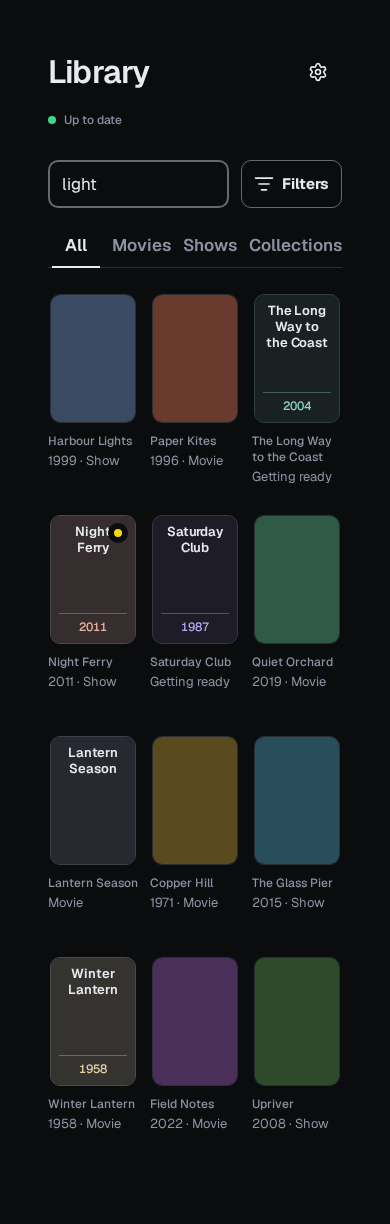 Library
Up to date
light
Filters
All Movies Shows Collections
The Long
Way to
the Coast
2004
Harbour Lights
1999 · Show
Paper Kites
1996 · Movie
The Long Way
to the Coast
Getting ready
Night
Ferry
2011
Saturday
Club
1987
Night Ferry
2011 · Show
Saturday Club
Getting ready
Quiet Orchard
2019 · Movie
Lantern
Season
Lantern Season
Movie
Copper Hill
1971 · Movie
The Glass Pier
2015 · Show
Winter
Lantern
1958
Winter Lantern
1958 · Movie
Field Notes
2022 · Movie
Upriver
2008 · Show